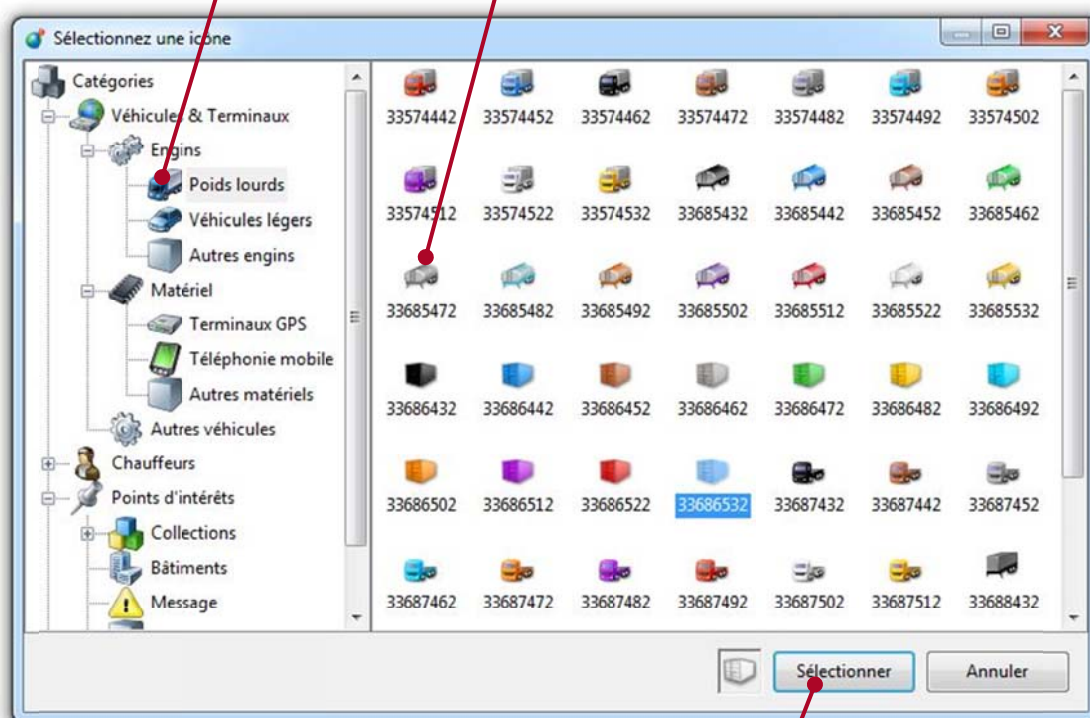 Sélectionnez une icône
Catégories
Véhicules & Terminaux
Engins
Poids lourds
Véhicules légers
Autres engins
Matériel
Terminaux GPS
Téléphonie mobile
Autres matériels
Autres véhicules
Chauffeurs
Points d'intérêts
Collections
Bâtiments
Message
33574442 33574452 33574462 33574472 33574482 33574492 33574502
33574512 33574522 33574532 33685432 33685442 33685452 33685462
33685472 33685482 33685492 33685502 33685512 33685522 33685532
33686432 33686442 33686452 33686462 33686472 33686482 33686492
33686502 33686512 33686522 33686532 33687432 33687442 33687452
33687462 33687472 33687482 33687492 33687502 33687512 33688432
Sélectionner Annuler